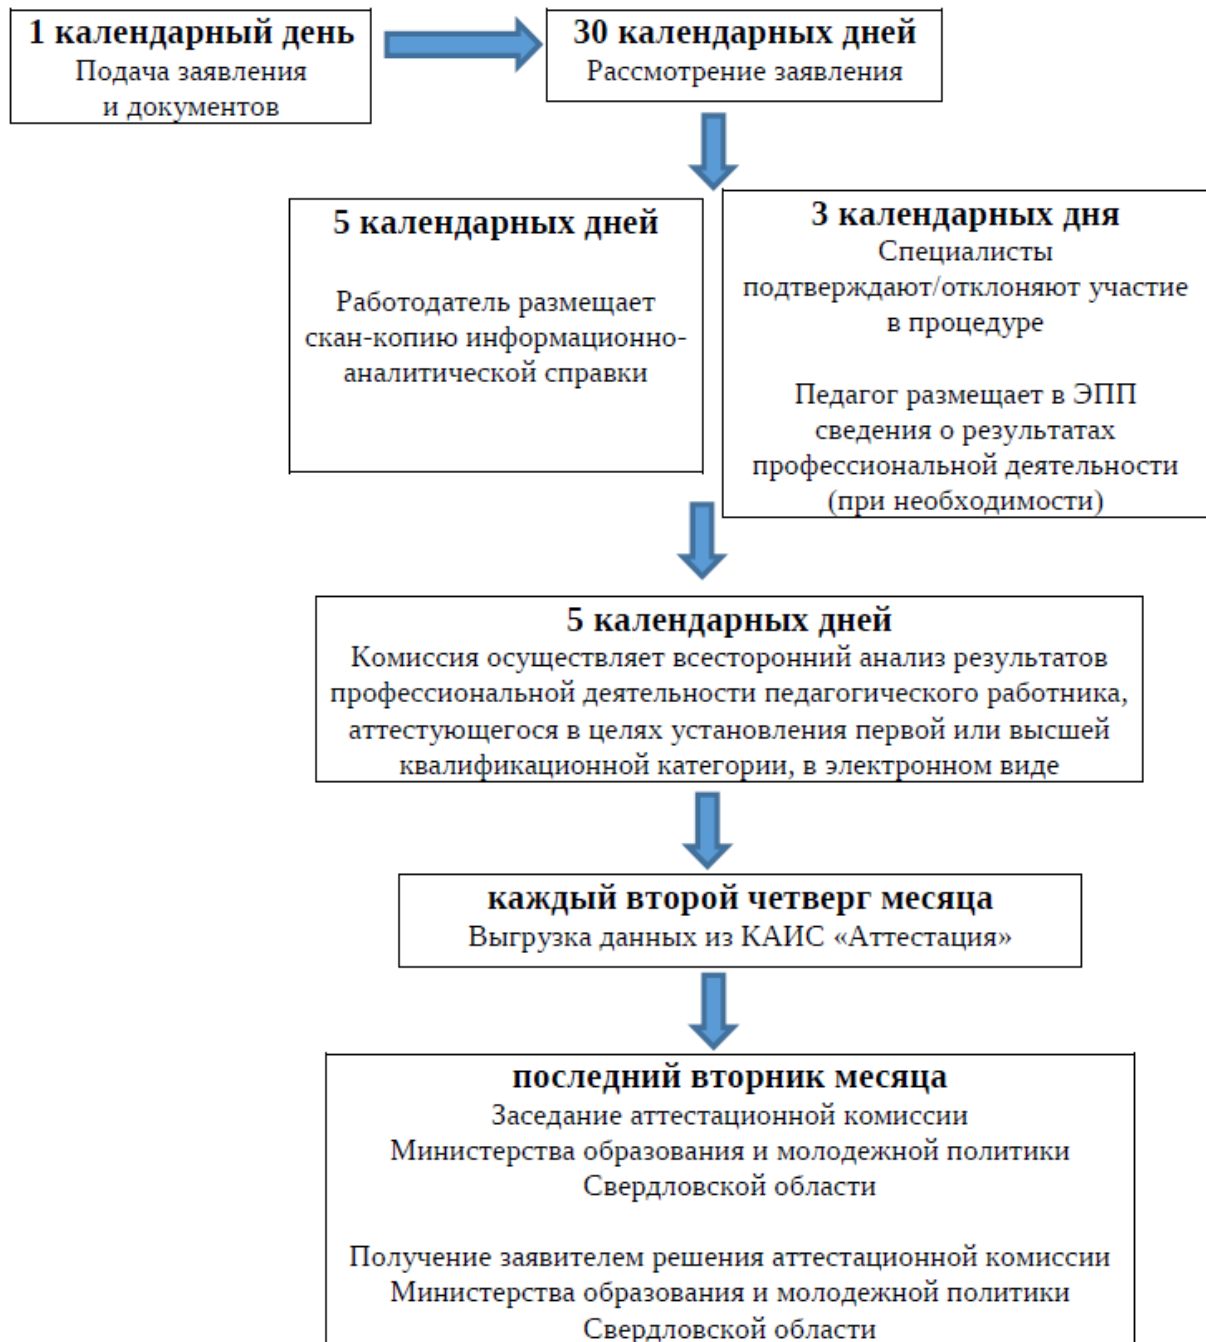 1 календарный день
Подача заявления
и документов
30 календарных дней
Рассмотрение заявления
5 календарных дней
Работодатель размещает
скан-копию информационно-
аналитической справки
3 календарных дня
Специалисты
подтверждают/отклоняют участие
в процедуре
Педагог размещает в ЭПП
сведения о результатах
профессиональной деятельности
(при необходимости)
5 календарных дней
Комиссия осуществляет всесторонний анализ результатов
профессиональной деятельности педагогического работника,
аттестующегося в целях установления первой или высшей
квалификационной категории, в электронном виде
каждый второй четверг месяца
Выгрузка данных из КАИС «Аттестация»
последний вторник месяца
Заседание аттестационной комиссии
Министерства образования и молодежной политики
Свердловской области
Получение заявителем решения аттестационной комиссии
Министерства образования и молодежной политики
Свердловской области